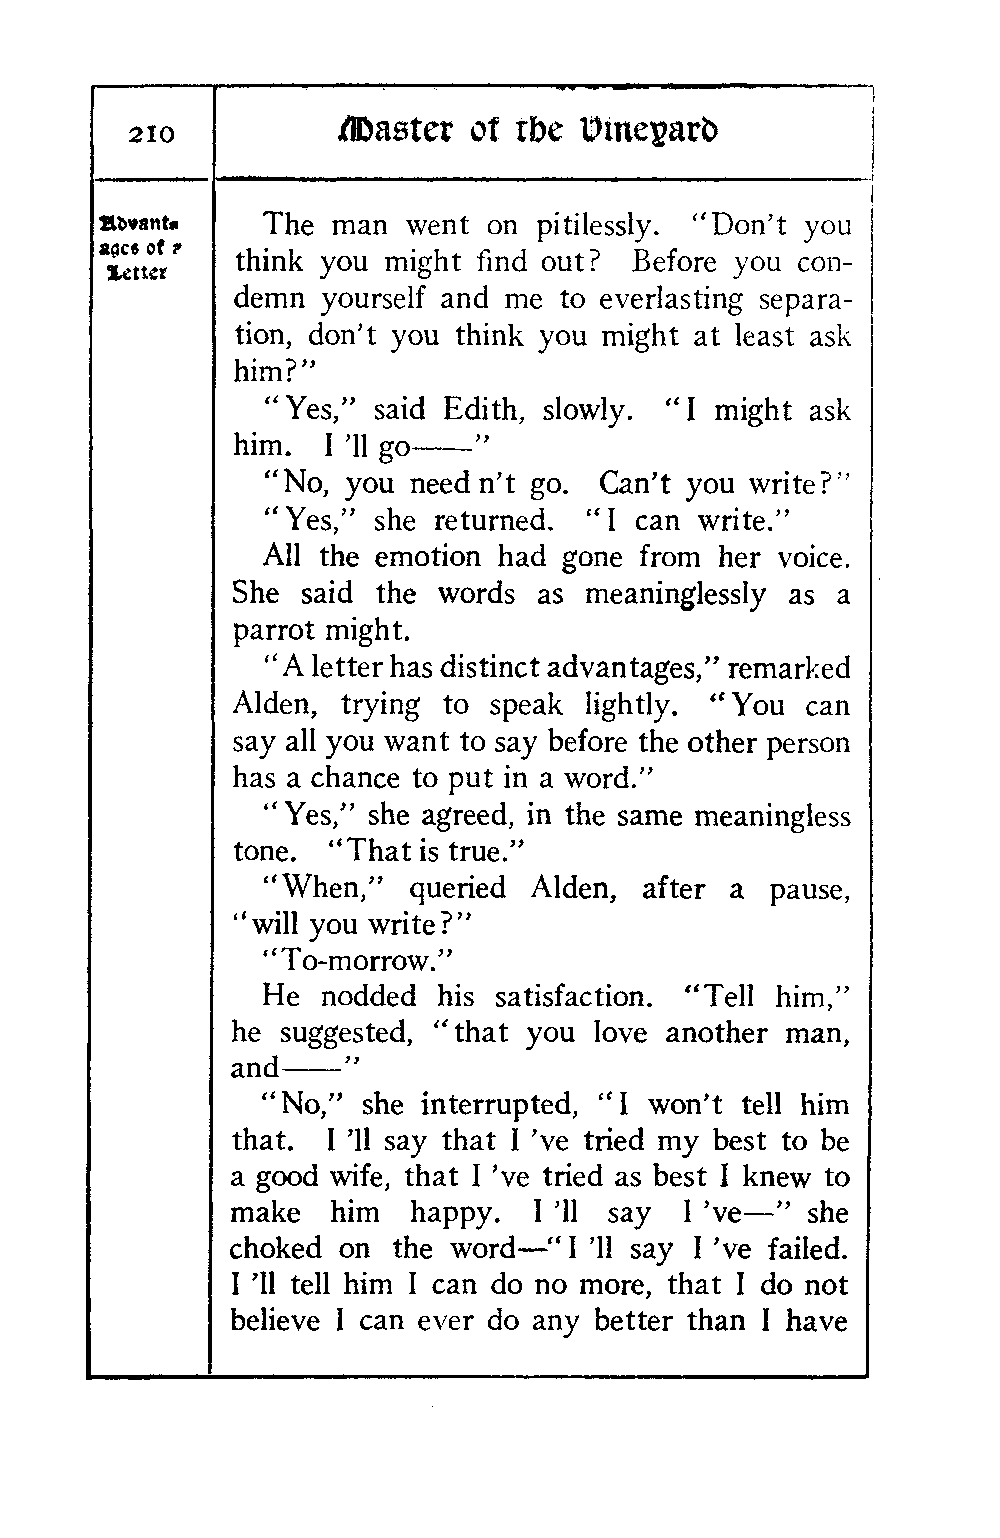 210
Master of the Vineyard
Advant-
ages of a
Letter
The man went on pitilessly. "Don't you
think you might find out? Before you con-
demn yourself and me to everlasting separa-
tion, don't you think you might at least ask
him?"
"Yes," said Edith, slowly. "I might ask
him. I 'll go——"
"No, you need n't go. Can't you write?"
"Yes," she returned. "I can write."
All the emotion had gone from her voice.
She said the words as meaninglessly as a
parrot might.
"A letter has distinct advantages," remarked
Alden, trying to speak lightly. "You can
say all you want to say before the other person
has a chance to put in a word."
"Yes," she agreed, in the same meaningless
tone. "That is true."
"When," queried Alden, after a pause,
"will you write?"
"To-morrow."
He nodded his satisfaction. "Tell him,"
he suggested, "that you love another man,
and——"
"No," she interrupted, "I won't tell him
that. I 'll say that I 've tried my best to be
a good wife, that I 've tried as best I knew to
make him happy. I 'll say I 've—" she
choked on the word—"I 'll say I 've failed.
I 'll tell him I can do no more, that I do not
believe I can ever do any better than I have